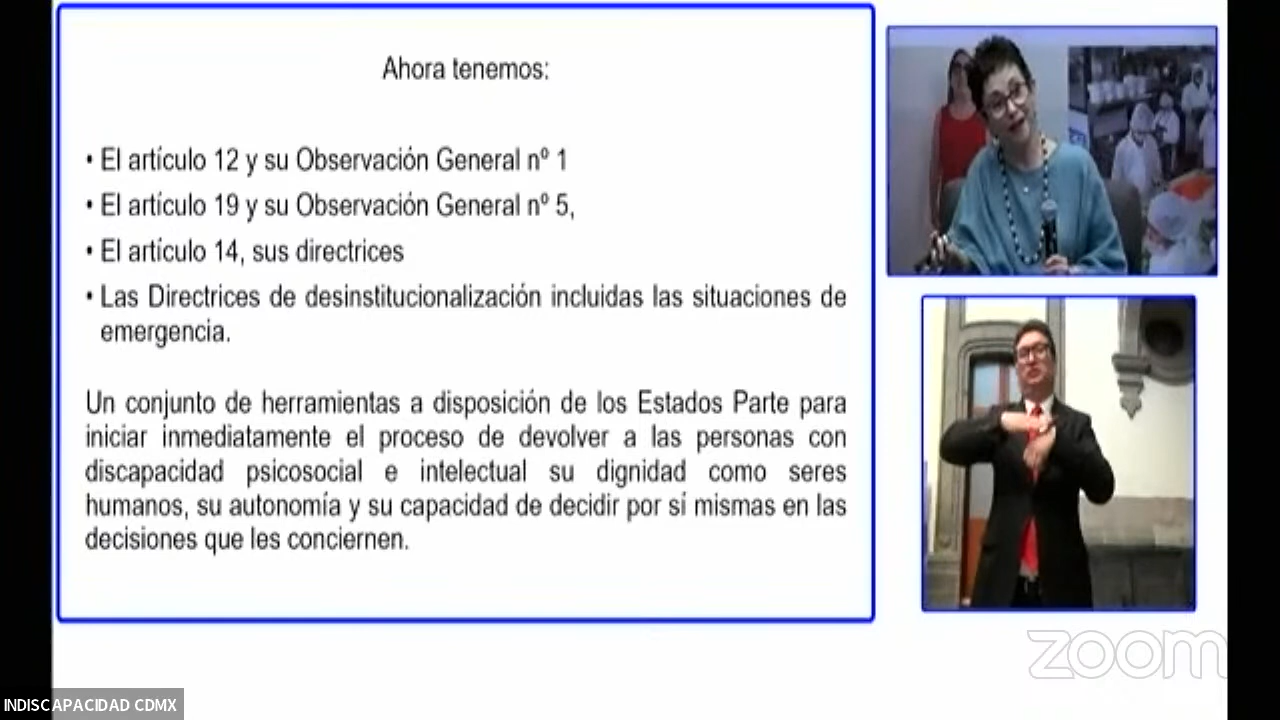 Ahora tenemos:
• El artículo 12 y su Observación General nº 1
• El artículo 19 y su Observación General nº 5,
• El artículo 14, sus directrices
• Las Directrices de desinstitucionalización incluidas las situaciones de
emergencia.
Un conjunto de herramientas a disposición de los Estados Parte para
iniciar inmediatamente el proceso de devolver a las personas con
discapacidad psicosocial e intelectual su dignidad como seres
humanos, su autonomía y su capacidad de decidir por sí mismas en las
decisiones que les conciernen.
zoom
INDISCAPACIDAD CDMX